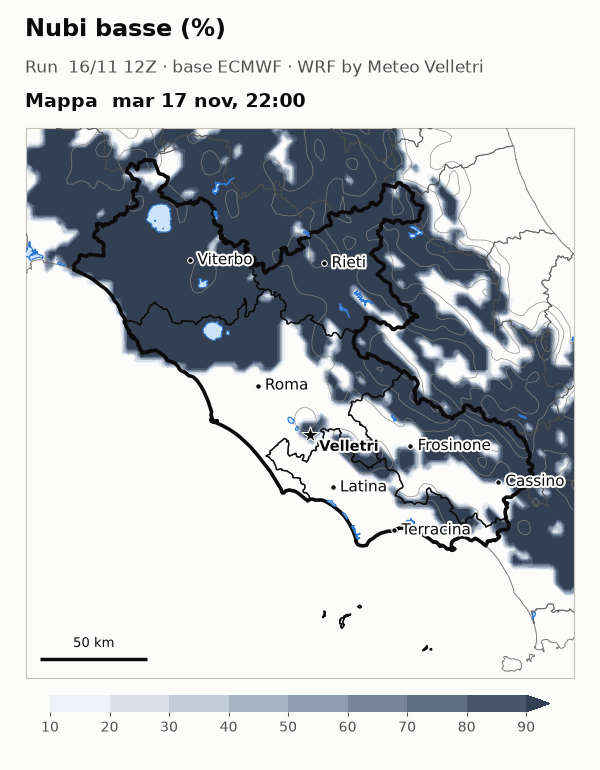 Nubi basse (%)
Run 16/11 12Z · base ECMWF · WRF by Meteo Velletri
Mappa mar 17 nov, 22:00
Viterbo
Rieti
Roma
Velletri
Frosinone
Cassino
Latina
Terracina
50 km
10 20 30 40 50 60 70 80 90